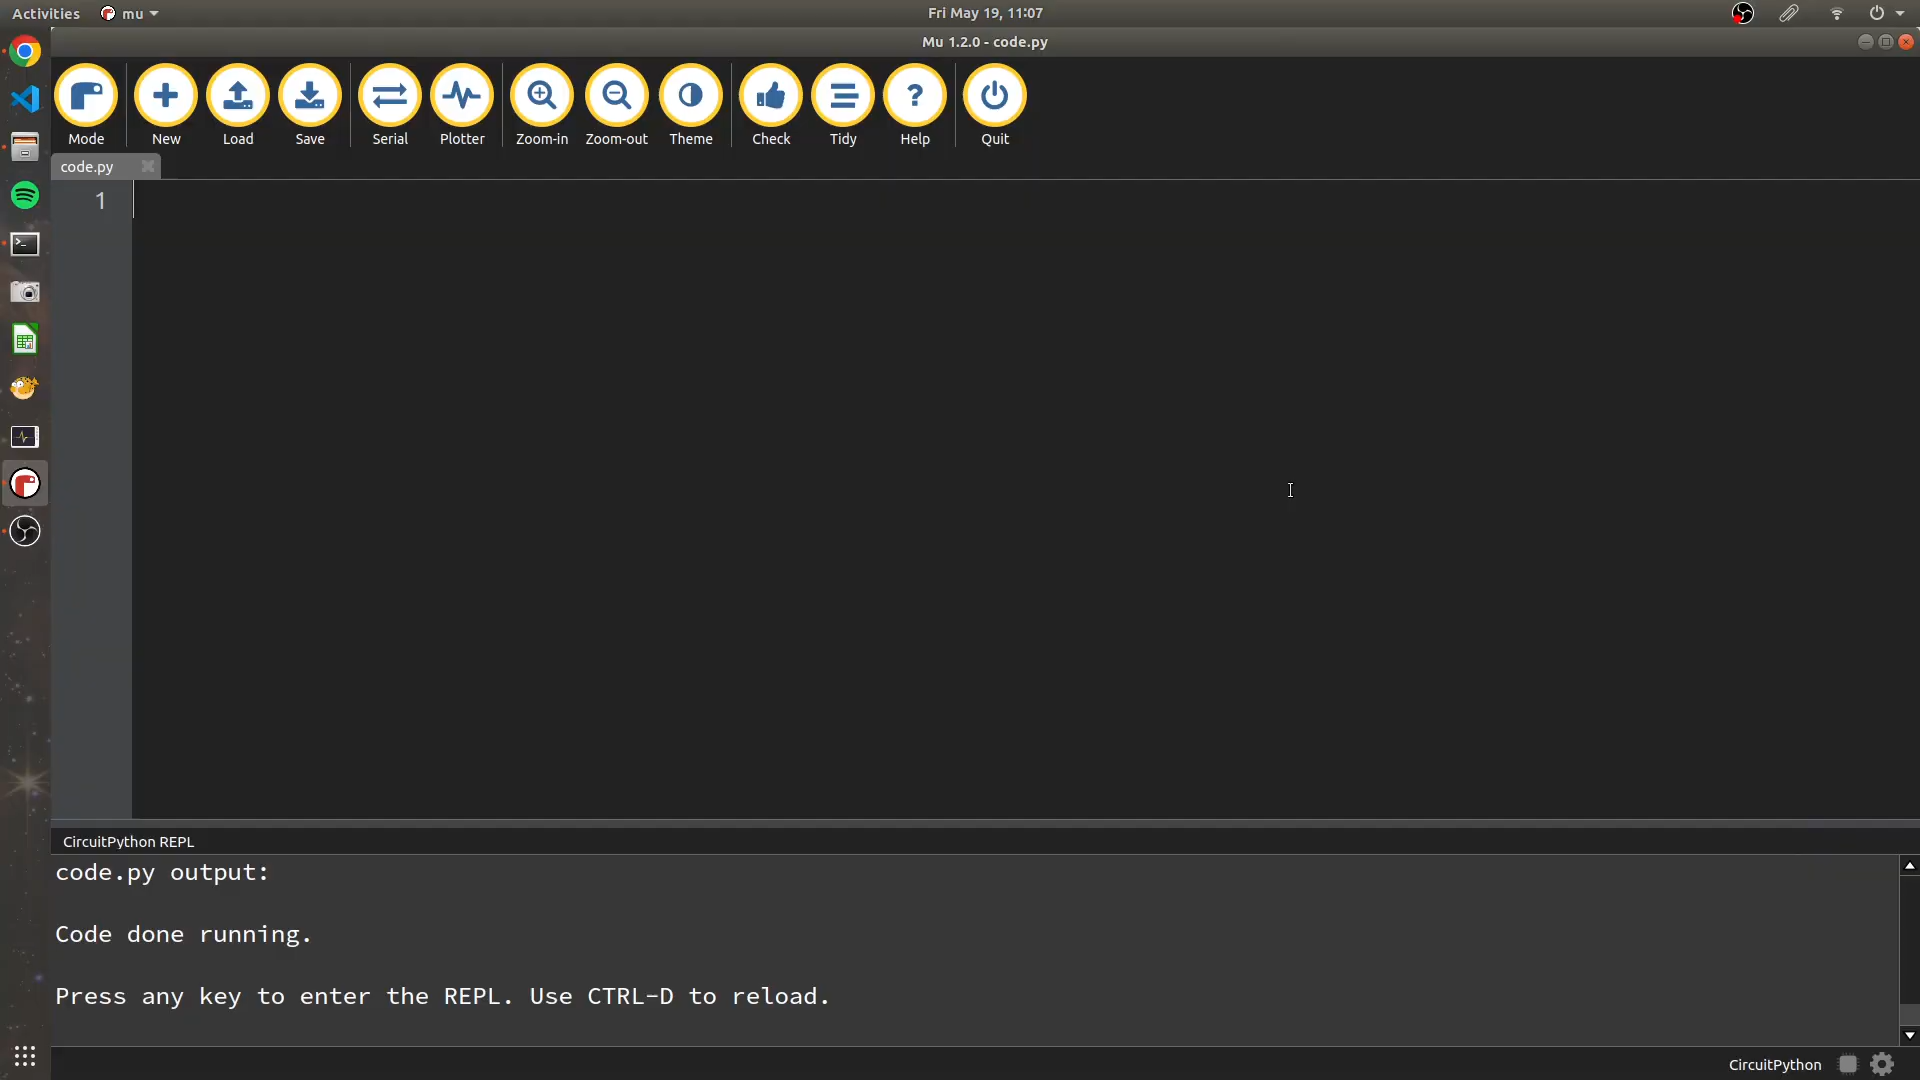 Activities mu Fri May 19, 11:07
Mu 1.2.0 - code.py
Mode New Load Save Serial Plotter Zoom-in Zoom-out Theme Check Tidy Help Quit
code.py
1
CircuitPython REPL
code.py output:
Code done running.
Press any key to enter the REPL. Use CTRL-D to reload.
CircuitPython